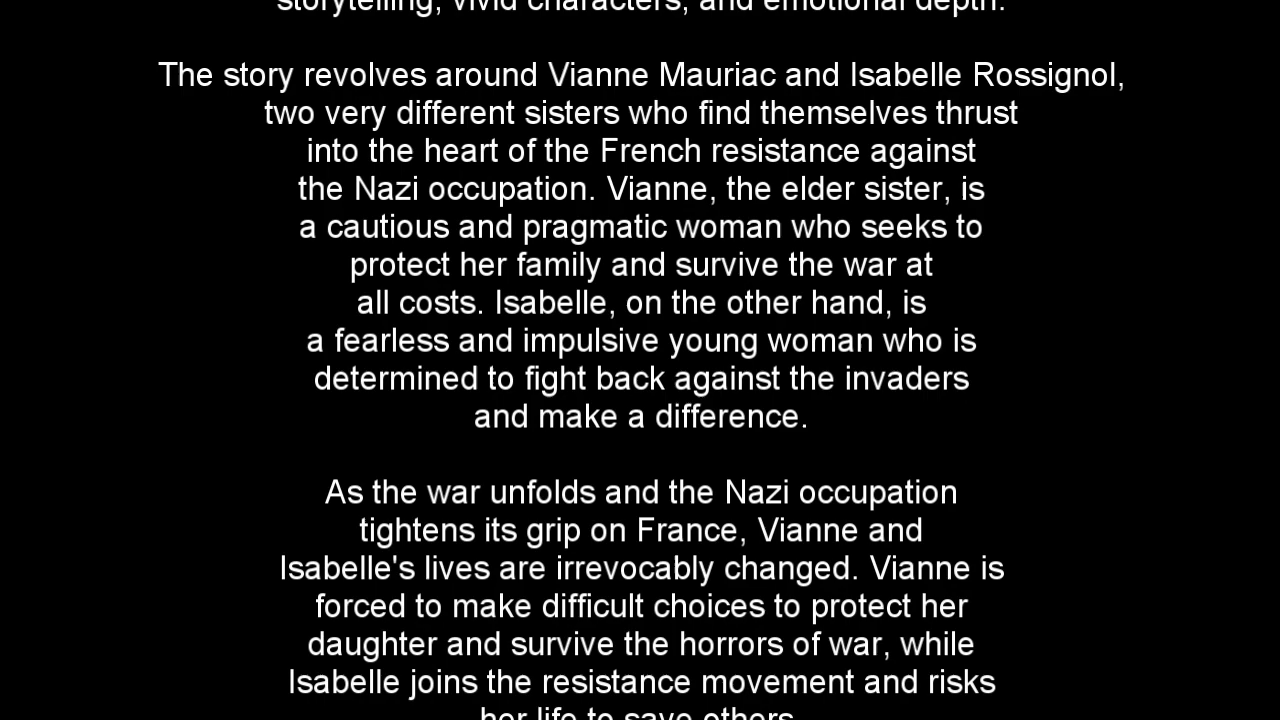 storytelling, vivid characters, and emotional depth.
The story revolves around Vianne Mauriac and Isabelle Rossignol,
two very different sisters who find themselves thrust
into the heart of the French resistance against
the Nazi occupation. Vianne, the elder sister, is
a cautious and pragmatic woman who seeks to
protect her family and survive the war at
all costs. Isabelle, on the other hand, is
a fearless and impulsive young woman who is
determined to fight back against the invaders
and make a difference.
As the war unfolds and the Nazi occupation
tightens its grip on France, Vianne and
Isabelle's lives are irrevocably changed. Vianne is
forced to make difficult choices to protect her
daughter and survive the horrors of war, while
Isabelle joins the resistance movement and risks
her life to save others.